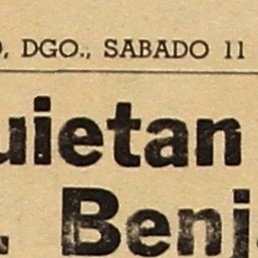 , DGO., SABADO 11
uietan
. Benj